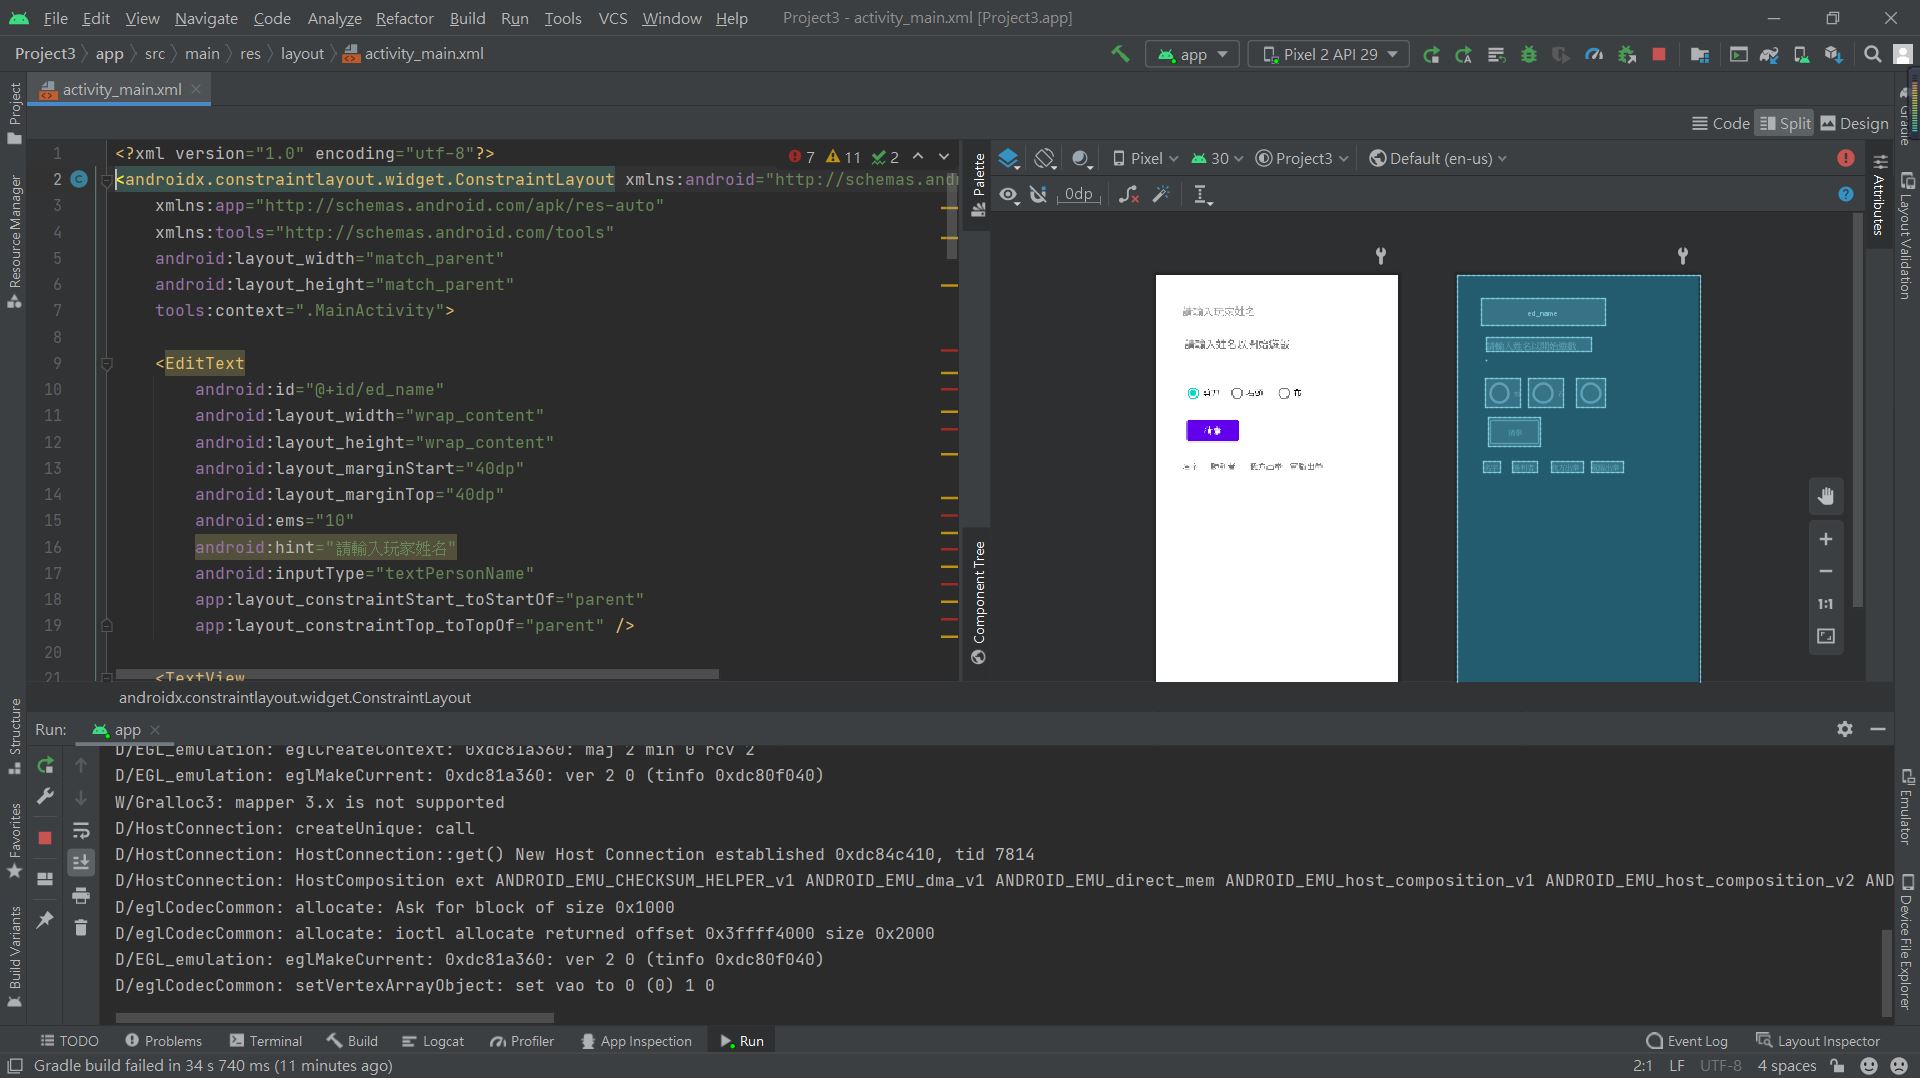 File Edit View Navigate Code Analyze Refactor Build Run Tools VCS Window Help Project3 - activity_main.xml [Project3.app]
Project3 app src main res layout activity_main.xml app Pixel 2 API 29
activity_main.xml
Code Split Design
Project
Resource Manager
Structure
Favorites
Build Variants
1 <?xml version="1.0" encoding="utf-8"?>
7 11 2
2 <androidx.constraintlayout.widget.ConstraintLayout xmlns:android="http://schemas.and
3 xmlns:app="http://schemas.android.com/apk/res-auto"
4 xmlns:tools="http://schemas.android.com/tools"
5 android:layout_width="match_parent"
6 android:layout_height="match_parent"
7 tools:context=".MainActivity">
8
9 <EditText
10 android:id="@+id/ed_name"
11 android:layout_width="wrap_content"
12 android:layout_height="wrap_content"
13 android:layout_marginStart="40dp"
14 android:layout_marginTop="40dp"
15 android:ems="10"
16 android:hint="請輸入玩家姓名"
17 android:inputType="textPersonName"
18 app:layout_constraintStart_toStartOf="parent"
19 app:layout_constraintTop_toTopOf="parent" />
20
21 <TextView
androidx.constraintlayout.widget.ConstraintLayout
Palette
Component Tree
Pixel 30 Project3 Default (en-us)
0dp
請輸入玩家姓名
請輸入姓名以開始遊戲
ed_name
請輸入姓名以開始遊戲
1:1
Attributes
Gradle
Layout Validation
Emulator
Device File Explorer
Run: app
D/EGL_emulation: eglCreateContext: 0xdc81a360: maj 2 min 0 rcv 2
D/EGL_emulation: eglMakeCurrent: 0xdc81a360: ver 2 0 (tinfo 0xdc80f040)
W/Gralloc3: mapper 3.x is not supported
D/HostConnection: createUnique: call
D/HostConnection: HostConnection::get() New Host Connection established 0xdc84c410, tid 7814
D/HostConnection: HostComposition ext ANDROID_EMU_CHECKSUM_HELPER_v1 ANDROID_EMU_dma_v1 ANDROID_EMU_direct_mem ANDROID_EMU_host_composition_v1 ANDROID_EMU_host_composition_v2 AND
D/eglCodecCommon: allocate: Ask for block of size 0x1000
D/eglCodecCommon: allocate: ioctl allocate returned offset 0x3ffff4000 size 0x2000
D/EGL_emulation: eglMakeCurrent: 0xdc81a360: ver 2 0 (tinfo 0xdc80f040)
D/eglCodecCommon: setVertexArrayObject: set vao to 0 (0) 1 0
TODO Problems Terminal Build Logcat Profiler App Inspection Run Event Log Layout Inspector
Gradle build failed in 34 s 740 ms (11 minutes ago) 2:1 LF UTF-8 4 spaces